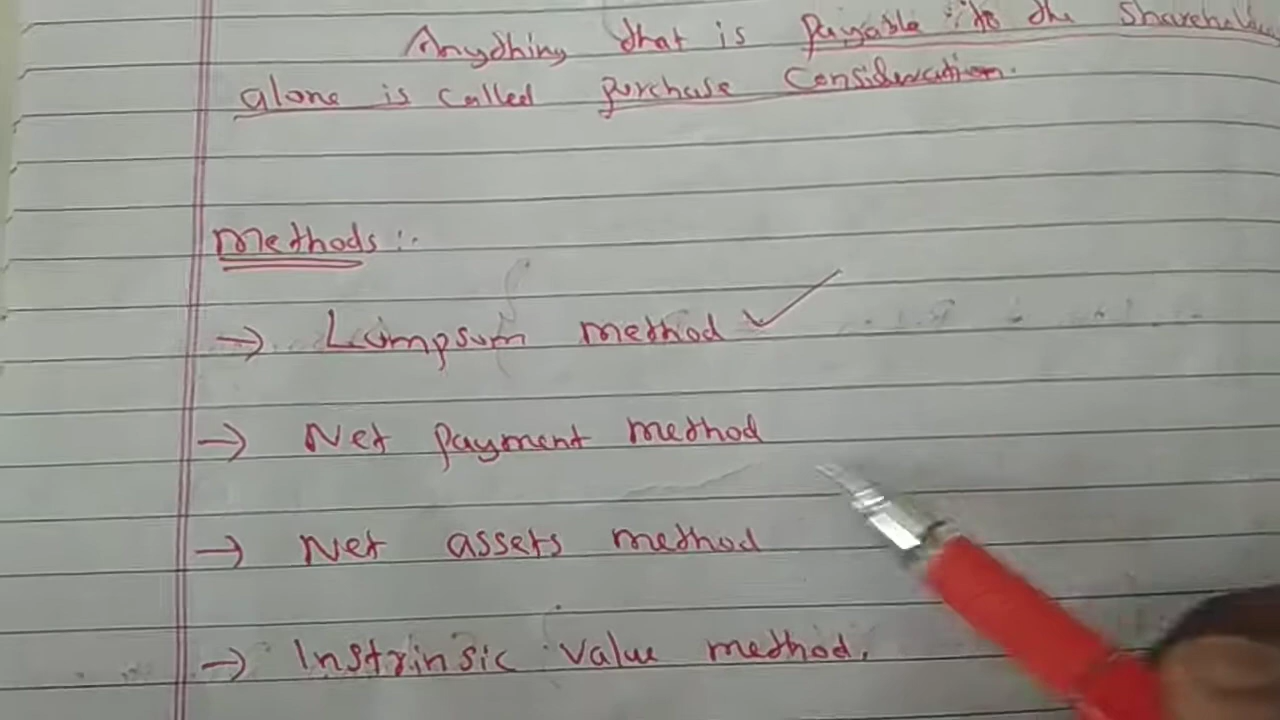 Anything that is payable to the
alone is called purchase consideration.
Methods :-
→ Lumpsum method ✓
→ Net payment method
→ Net assets method
→ Instrinsic value method.